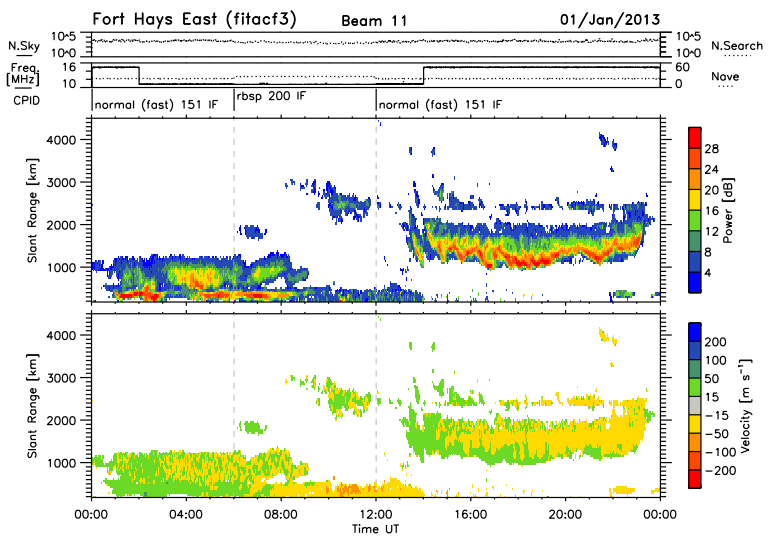 Fort Hays East (fitacf3) Beam 11 01/Jan/2013
N.Sky 10^5 10^0 10^5 10^0 N.Search
Freq. [MHz] 16 10 60 0 Nave
CPID normal (fast) 151 IF rbsp 200 IF normal (fast) 151 IF
Slant Range [km]
4000
3000
2000
1000
Power [dB]
28
24
20
16
12
8
4
Slant Range [km]
4000
3000
2000
1000
Velocity [m s^-1]
200
100
50
15
-15
-50
-100
-200
00:00 04:00 08:00 12:00 16:00 20:00 00:00
Time UT